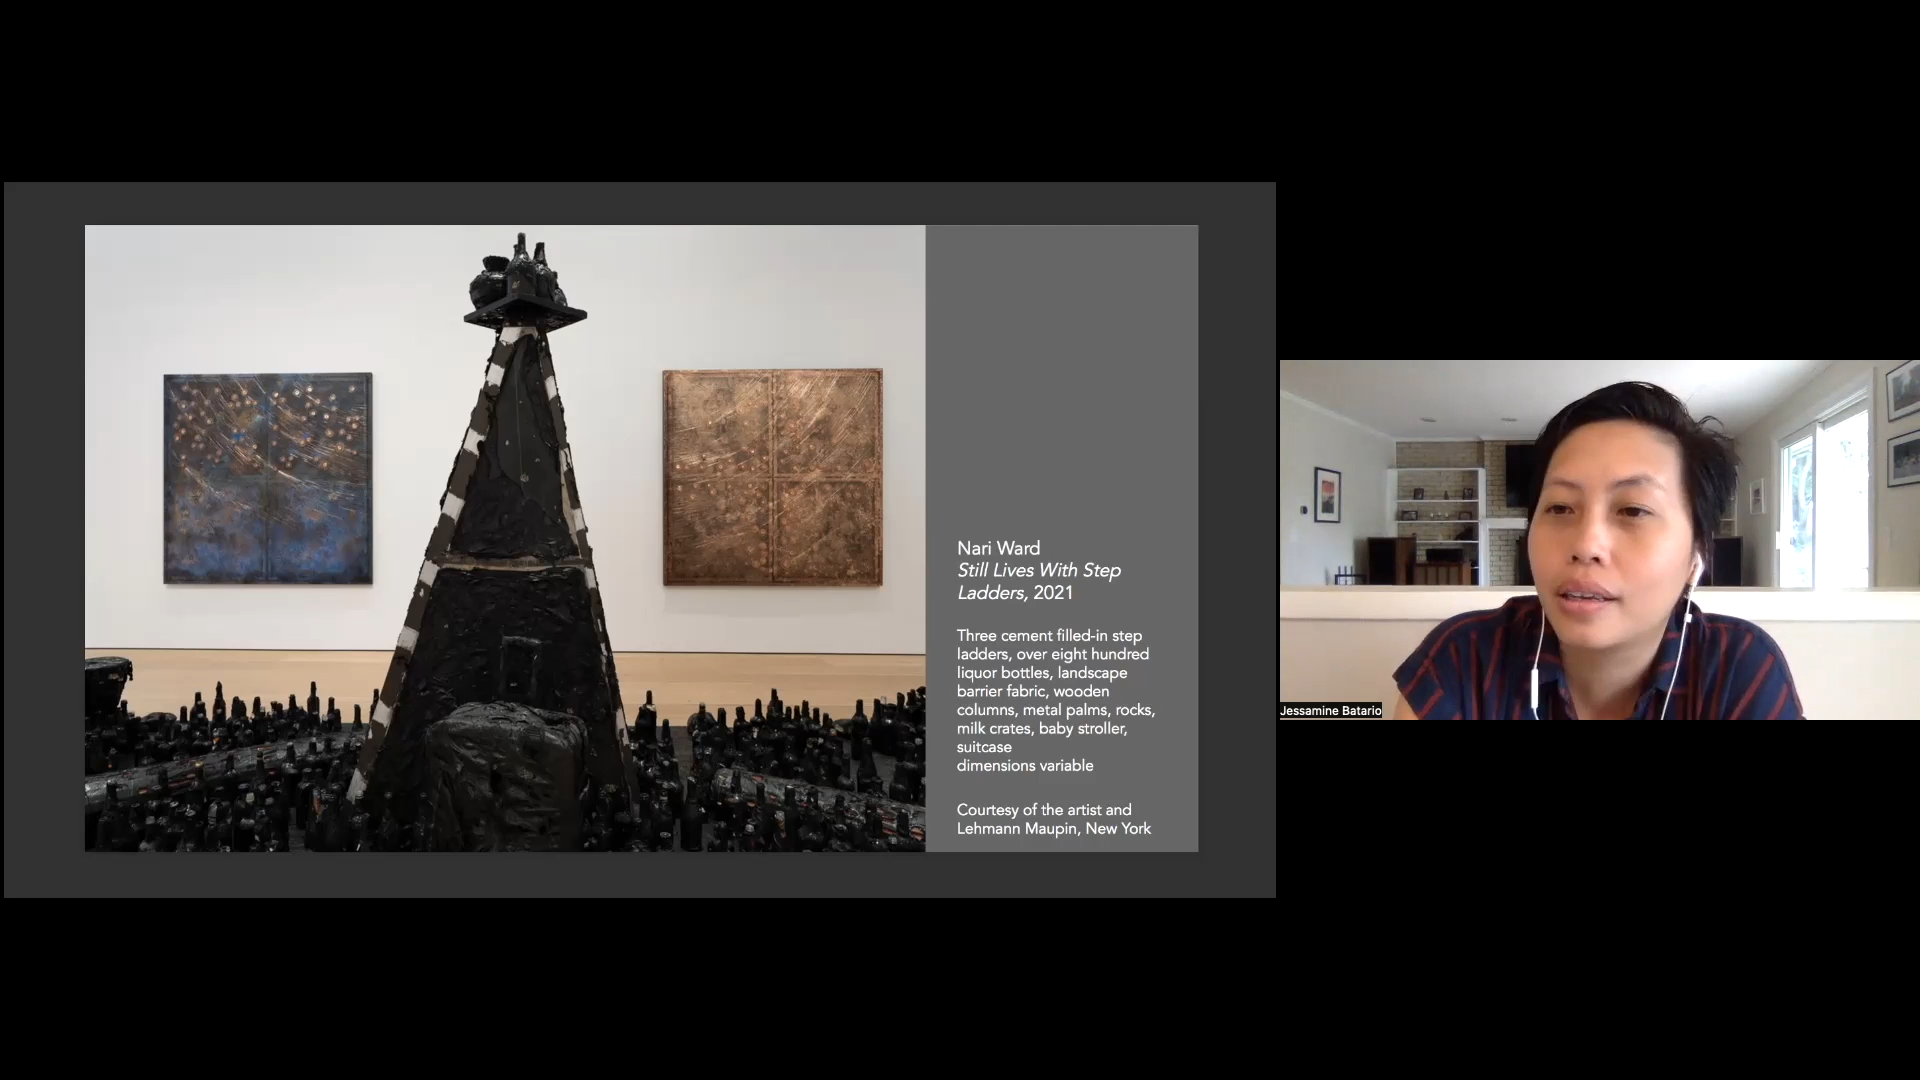 Nari Ward
Still Lives With Step
Ladders, 2021
Three cement filled-in step
ladders, over eight hundred
liquor bottles, landscape
barrier fabric, wooden
columns, metal palms, rocks,
milk crates, baby stroller,
suitcase
dimensions variable
Courtesy of the artist and
Lehmann Maupin, New York
Jessamine Batario